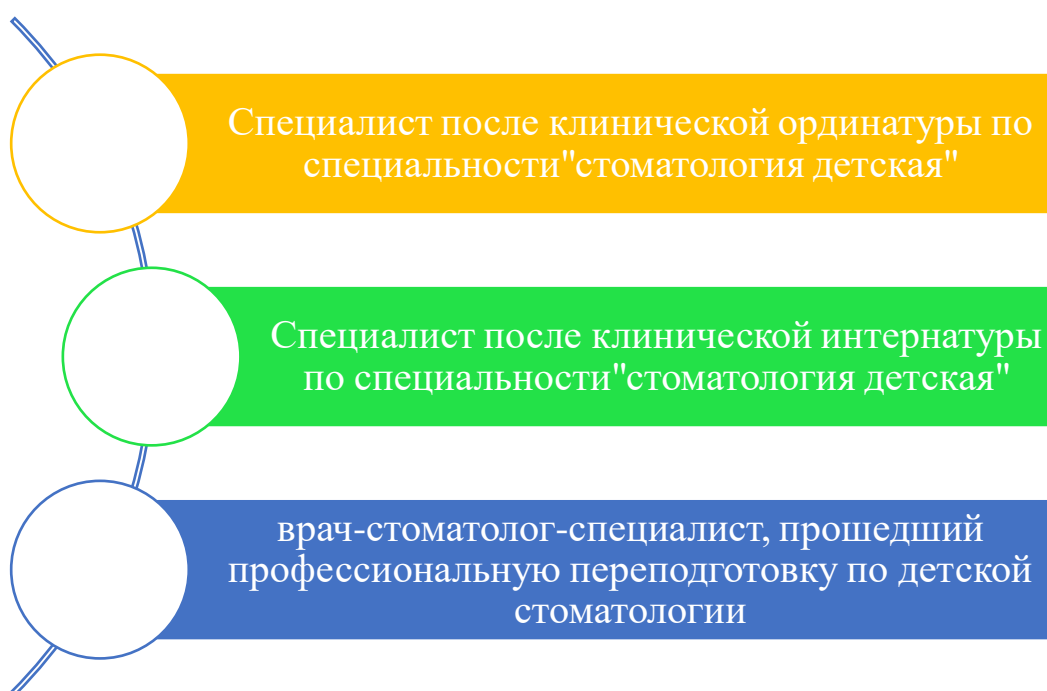 Специалист после клинической ординатуры по
специальности"стоматология детская"
Специалист после клинической интернатуры
по специальности"стоматология детская"
врач-стоматолог-специалист, прошедший
профессиональную переподготовку по детской
стоматологии